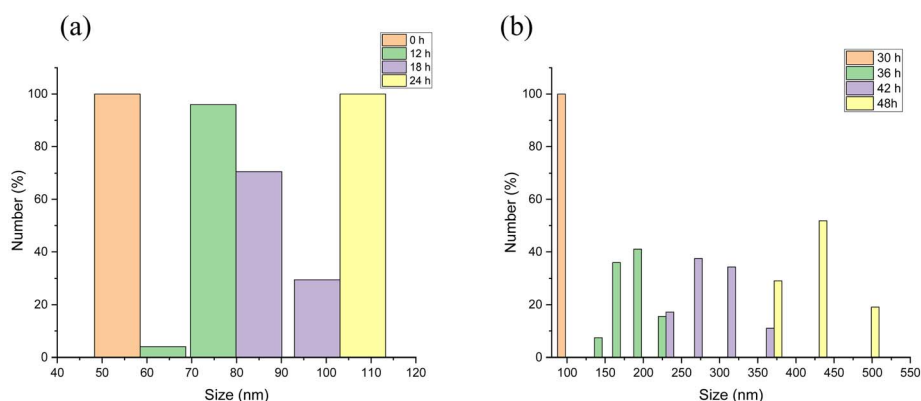 (a)
0 h
12 h
18 h
24 h
100
80
60
40
20
0
Number (%)
40 50 60 70 80 90 100 110 120
Size (nm)
(b)
30 h
36 h
42 h
48h
100
80
60
40
20
0
Number (%)
100 150 200 250 300 350 400 450 500 550
Size (nm)